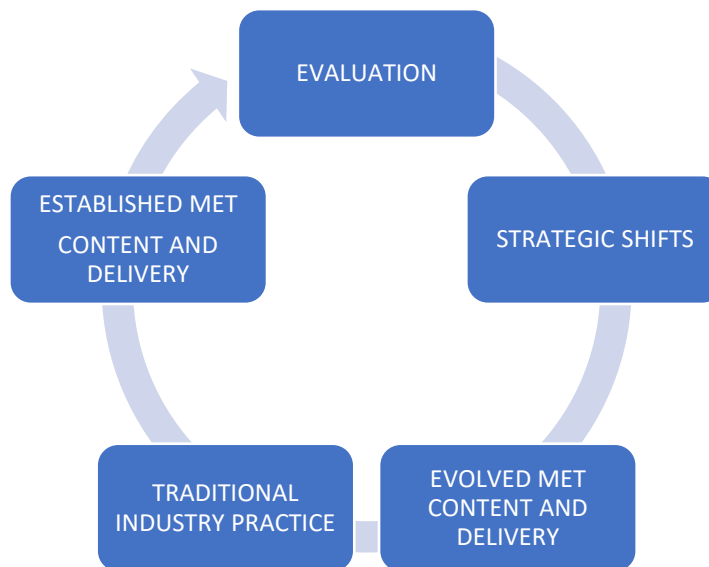 EVALUATION
STRATEGIC SHIFTS
EVOLVED MET
CONTENT AND
DELIVERY
TRADITIONAL
INDUSTRY PRACTICE
ESTABLISHED MET
CONTENT AND
DELIVERY